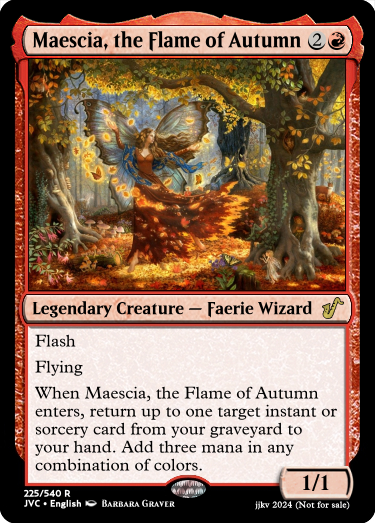 Maescia, the Flame of Autumn 2
Legendary Creature — Faerie Wizard
Flash
Flying
When Maescia, the Flame of Autumn
enters, return up to one target instant or
sorcery card from your graveyard to
your hand. Add three mana in any
combination of colors.
1/1
225/540 R
JVC • English Barbara Graver
jjkv 2024 (Not for sale)